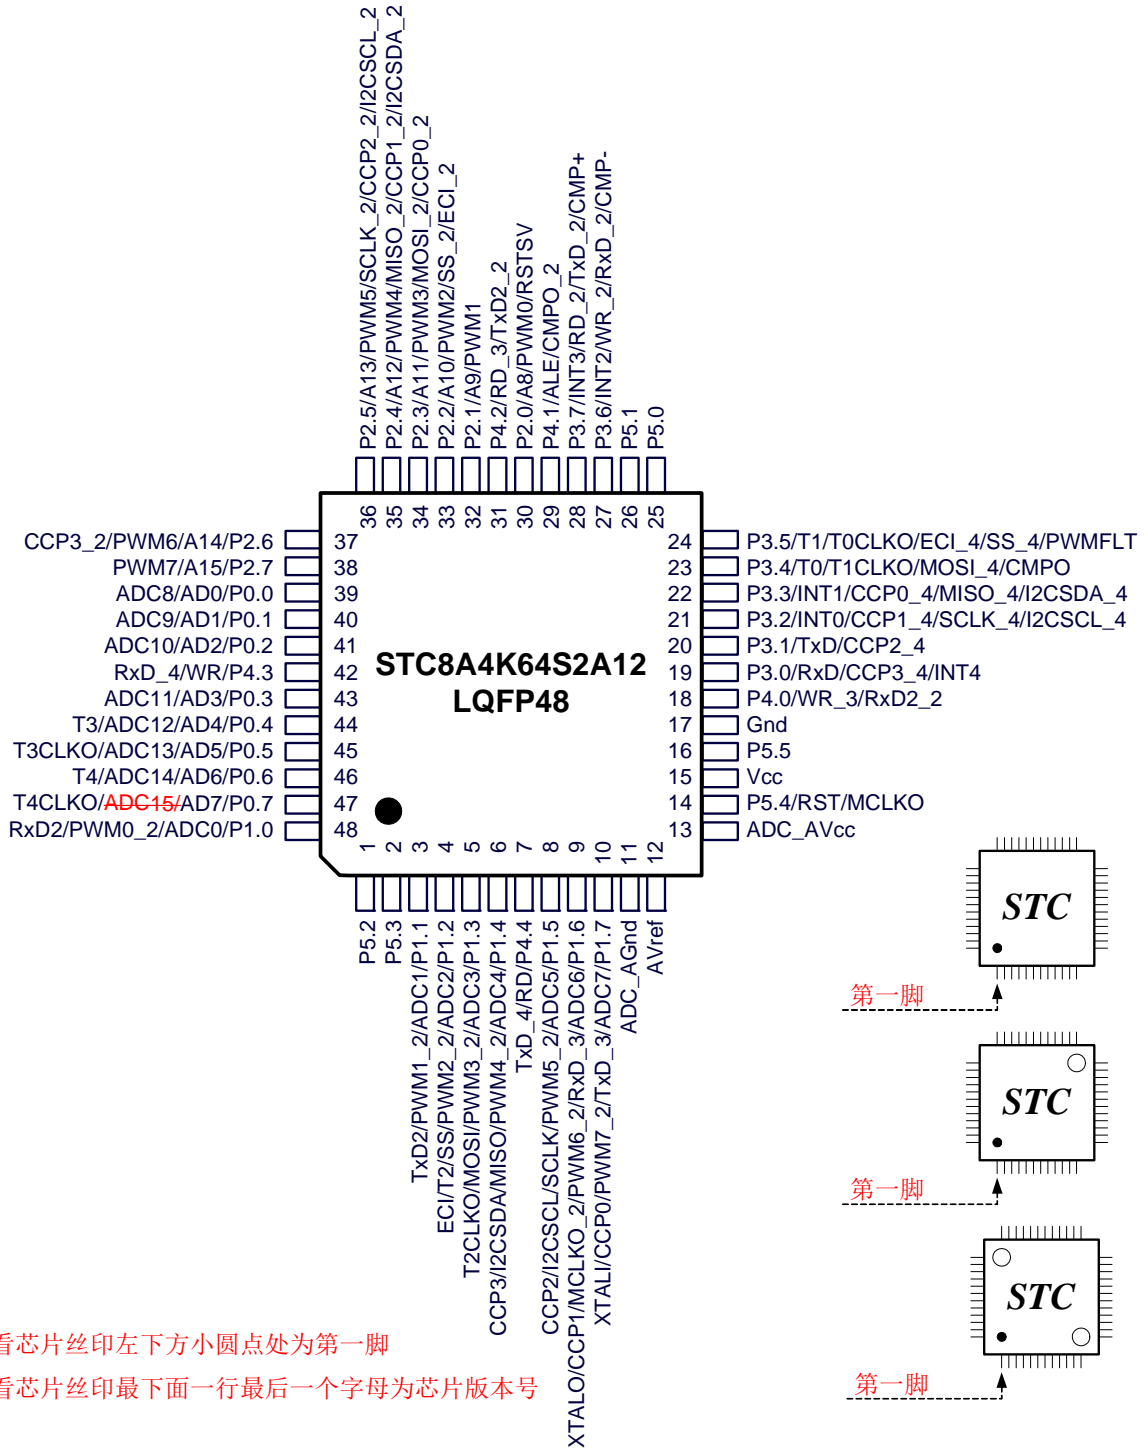 P2.5/A13/PWM5/SCLK_2/CCP2_2/I2CSCL_2
P2.4/A12/PWM4/MISO_2/CCP1_2/I2CSDA_2
P2.3/A11/PWM3/MOSI_2/CCP0_2
P2.2/A10/PWM2/SS_2/ECI_2
P2.1/A9/PWM1
P4.2/RD_3/TxD2_2
P2.0/A8/PWM0/RSTSV
P4.1/ALE/CMPO_2
P3.7/INT3/RD_2/TxD_2/CMP+
P3.6/INT2/WR_2/RxD_2/CMP-
P5.1
P5.0
36 35 34 33 32 31 30 29 28 27 26 25
CCP3_2/PWM6/A14/P2.6 37
PWM7/A15/P2.7 38
ADC8/AD0/P0.0 39
ADC9/AD1/P0.1 40
ADC10/AD2/P0.2 41
RxD_4/WR/P4.3 42
ADC11/AD3/P0.3 43
T3/ADC12/AD4/P0.4 44
T3CLKO/ADC13/AD5/P0.5 45
T4/ADC14/AD6/P0.6 46
T4CLKO/ADC15/AD7/P0.7 47
RxD2/PWM0_2/ADC0/P1.0 48
STC8A4K64S2A12
LQFP48
24 P3.5/T1/T0CLKO/ECI_4/SS_4/PWMFLT
23 P3.4/T0/T1CLKO/MOSI_4/CMPO
22 P3.3/INT1/CCP0_4/MISO_4/I2CSDA_4
21 P3.2/INT0/CCP1_4/SCLK_4/I2CSCL_4
20 P3.1/TxD/CCP2_4
19 P3.0/RxD/CCP3_4/INT4
18 P4.0/WR_3/RxD2_2
17 Gnd
16 P5.5
15 Vcc
14 P5.4/RST/MCLKO
13 ADC_AVcc
1 2 3 4 5 6 7 8 9 10 11 12
P5.2
P5.3
TxD2/PWM1_2/ADC1/P1.1
ECI/T2/SS/PWM2_2/ADC2/P1.2
T2CLKO/MOSI/PWM3_2/ADC3/P1.3
CCP3/I2CSDA/MISO/PWM4_2/ADC4/P1.4
TxD_4/RD/P4.4
CCP2/I2CSCL/SCLK/PWM5_2/ADC5/P1.5
XTALO/CCP1/MCLKO_2/PWM6_2/RxD_3/ADC6/P1.6
XTALI/CCP0/PWM7_2/TxD_3/ADC7/P1.7
ADC_AGnd
AVref
STC
第一脚
STC
第一脚
STC
第一脚
看芯片丝印左下方小圆点处为第一脚
看芯片丝印最下面一行最后一个字母为芯片版本号